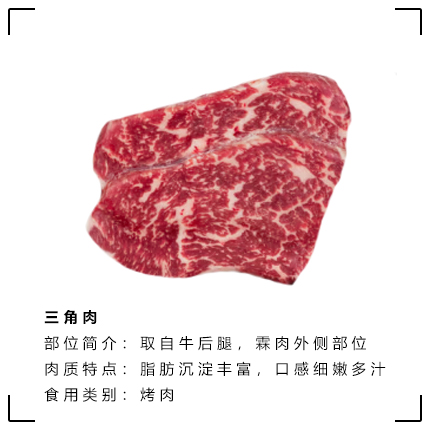 三角肉
部位简介：取自牛后腿，霖肉外侧部位
肉质特点：脂肪沉淀丰富，口感细嫩多汁
食用类别：烤肉